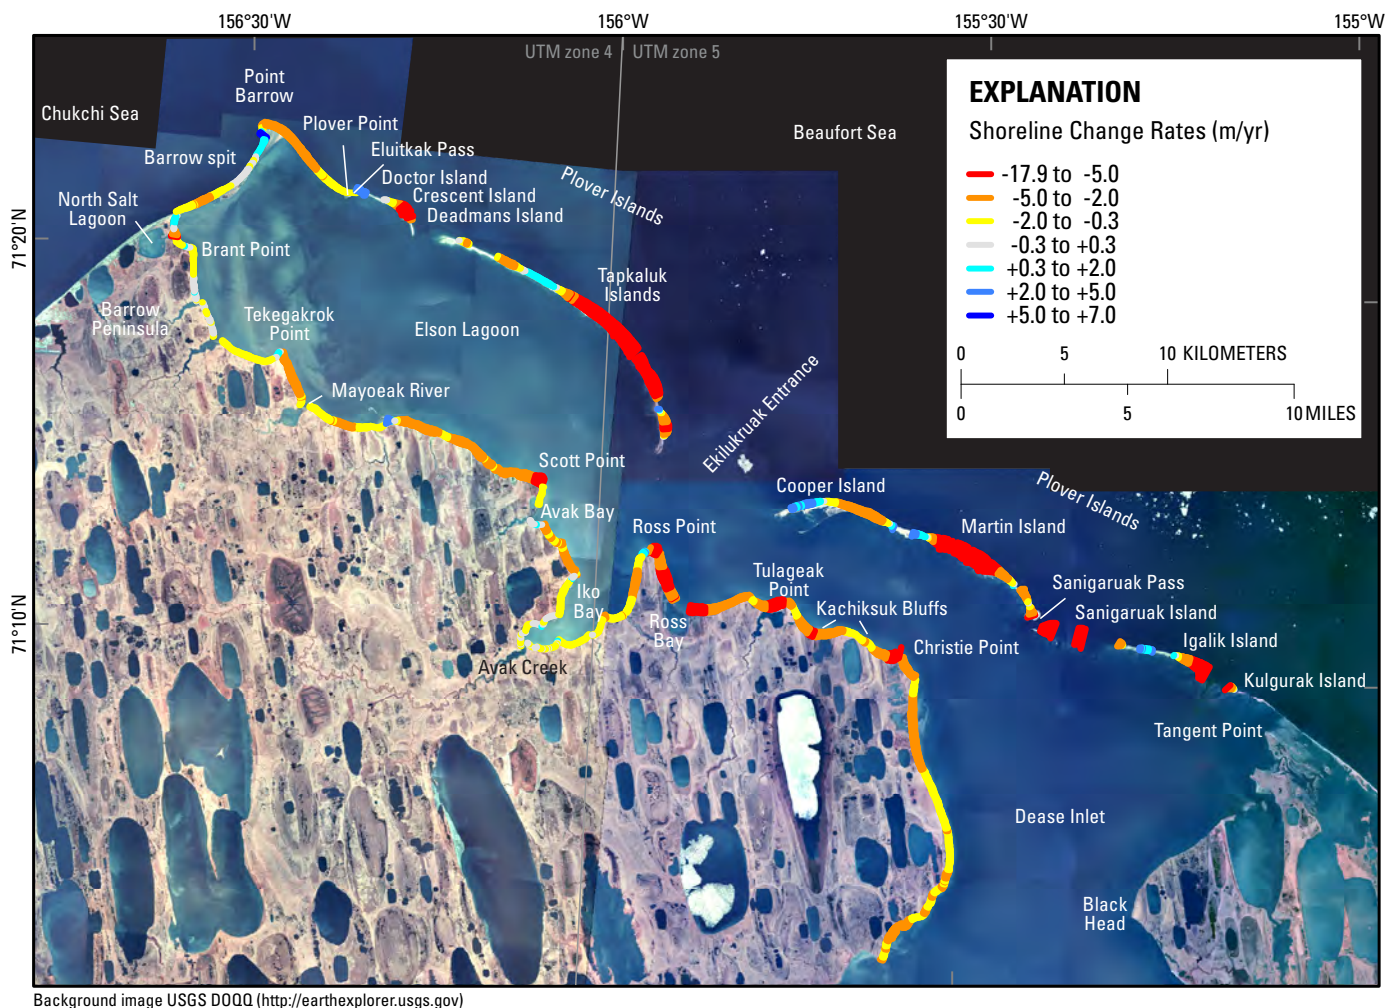 156°30'W
156°W
155°30'W
155°W
UTM zone 4
UTM zone 5
Point
Barrow
Chukchi Sea
Plover Point
Beaufort Sea
Barrow spit
Eluitkak Pass
Doctor Island
Crescent Island
Deadmans Island
Plover Islands
North Salt
Lagoon
71°20'N
Brant Point
Tapkaluk
Islands
Barrow
Peninsula
Tekegakrok
Point
Elson Lagoon
Mayoeak River
Ekilukruak Entrance
EXPLANATION
Shoreline Change Rates (m/yr)
-17.9 to -5.0
-5.0 to -2.0
-2.0 to -0.3
-0.3 to +0.3
+0.3 to +2.0
+2.0 to +5.0
+5.0 to +7.0
0 5 10 KILOMETERS
0 5 10 MILES
Scott Point
Cooper Island
Plover Islands
Avak Bay
Ross Point
Martin Island
Tulageak
Point
Sanigaruak Pass
Iko
Bay
Kachiksuk Bluffs
Sanigaruak Island
71°10'N
Ross
Bay
Christie Point
Igalik Island
Avak Creek
Kulgurak Island
Tangent Point
Dease Inlet
Black
Head
Background image USGS DOQQ (http://earthexplorer.usgs.gov)